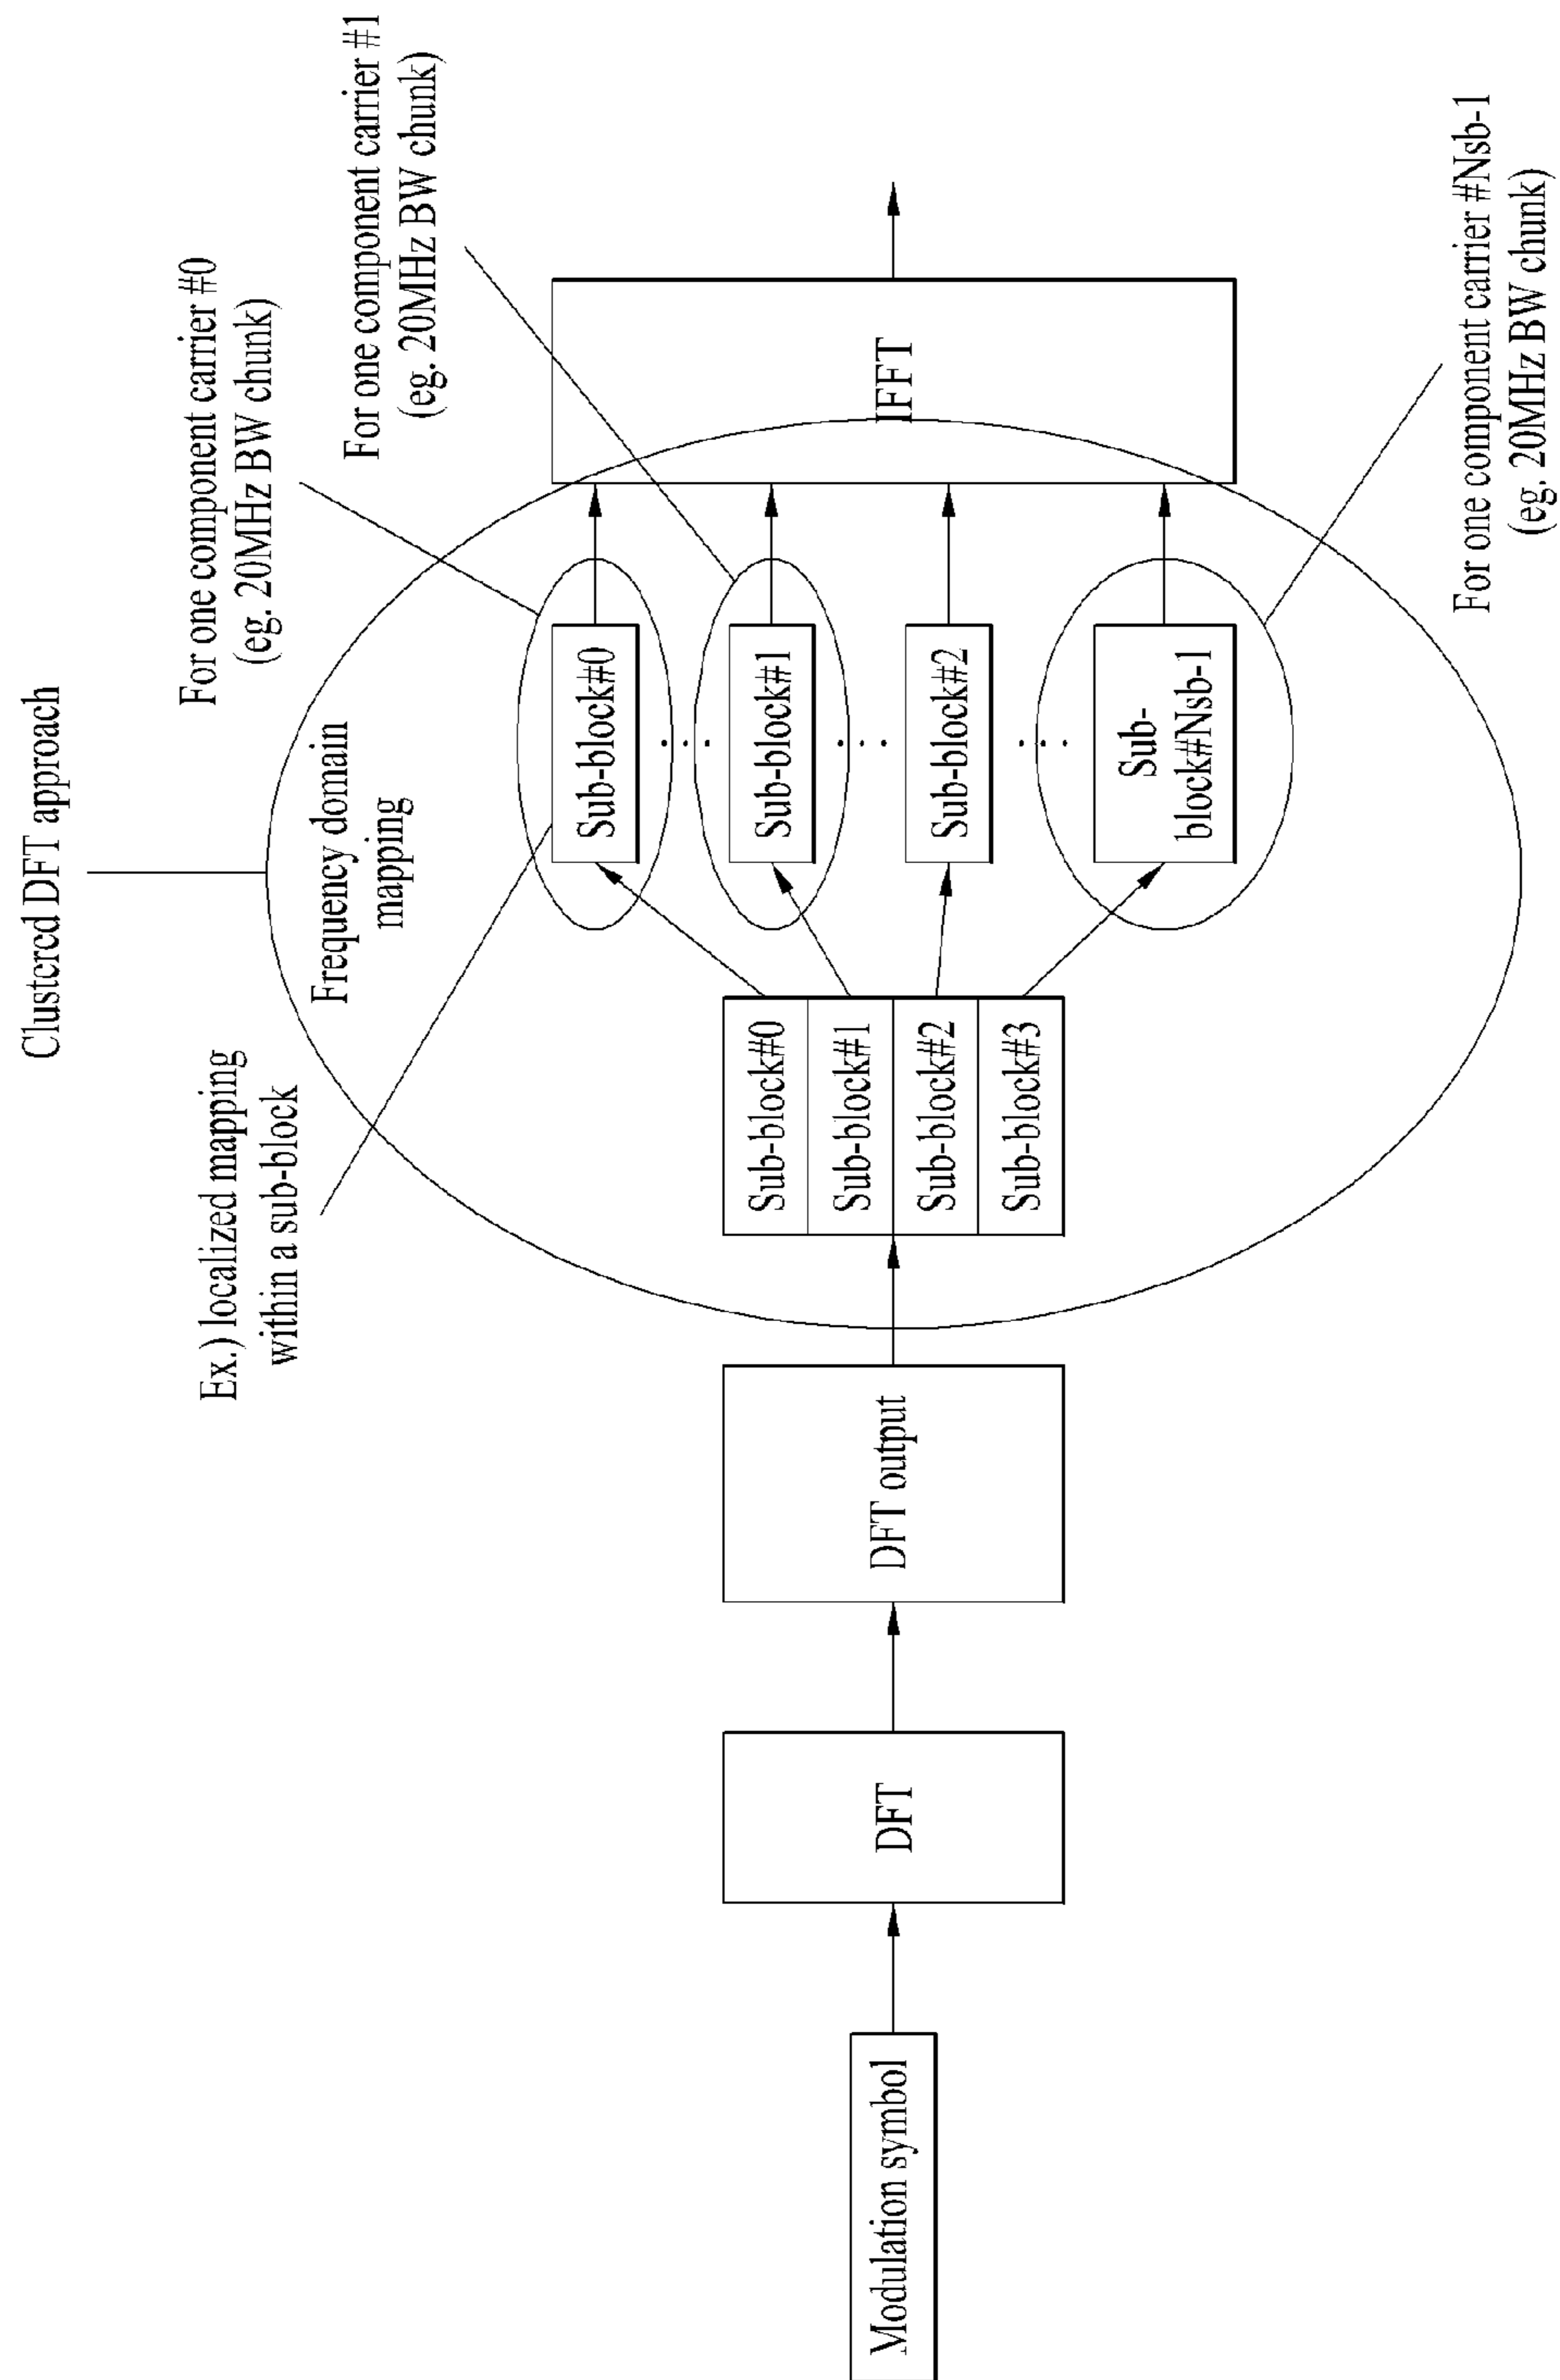 Clustered DFT approach
For one component carrier #0
(eg. 20MHz BW chunk)
For one component carrier #1
(eg. 20MHz BW chunk)
Ex.) localized mapping
within a sub-block
Frequency domain
mapping
Modulation symbol
DFT
DFT output
Sub-block#0
Sub-block#1
Sub-block#2
Sub-block#3
Sub-block#0
Sub-block#1
Sub-block#2
Sub-
block#Nsb-1
IFFT
For one component carrier #Nsb-1
(eg. 20MHz BW chunk)